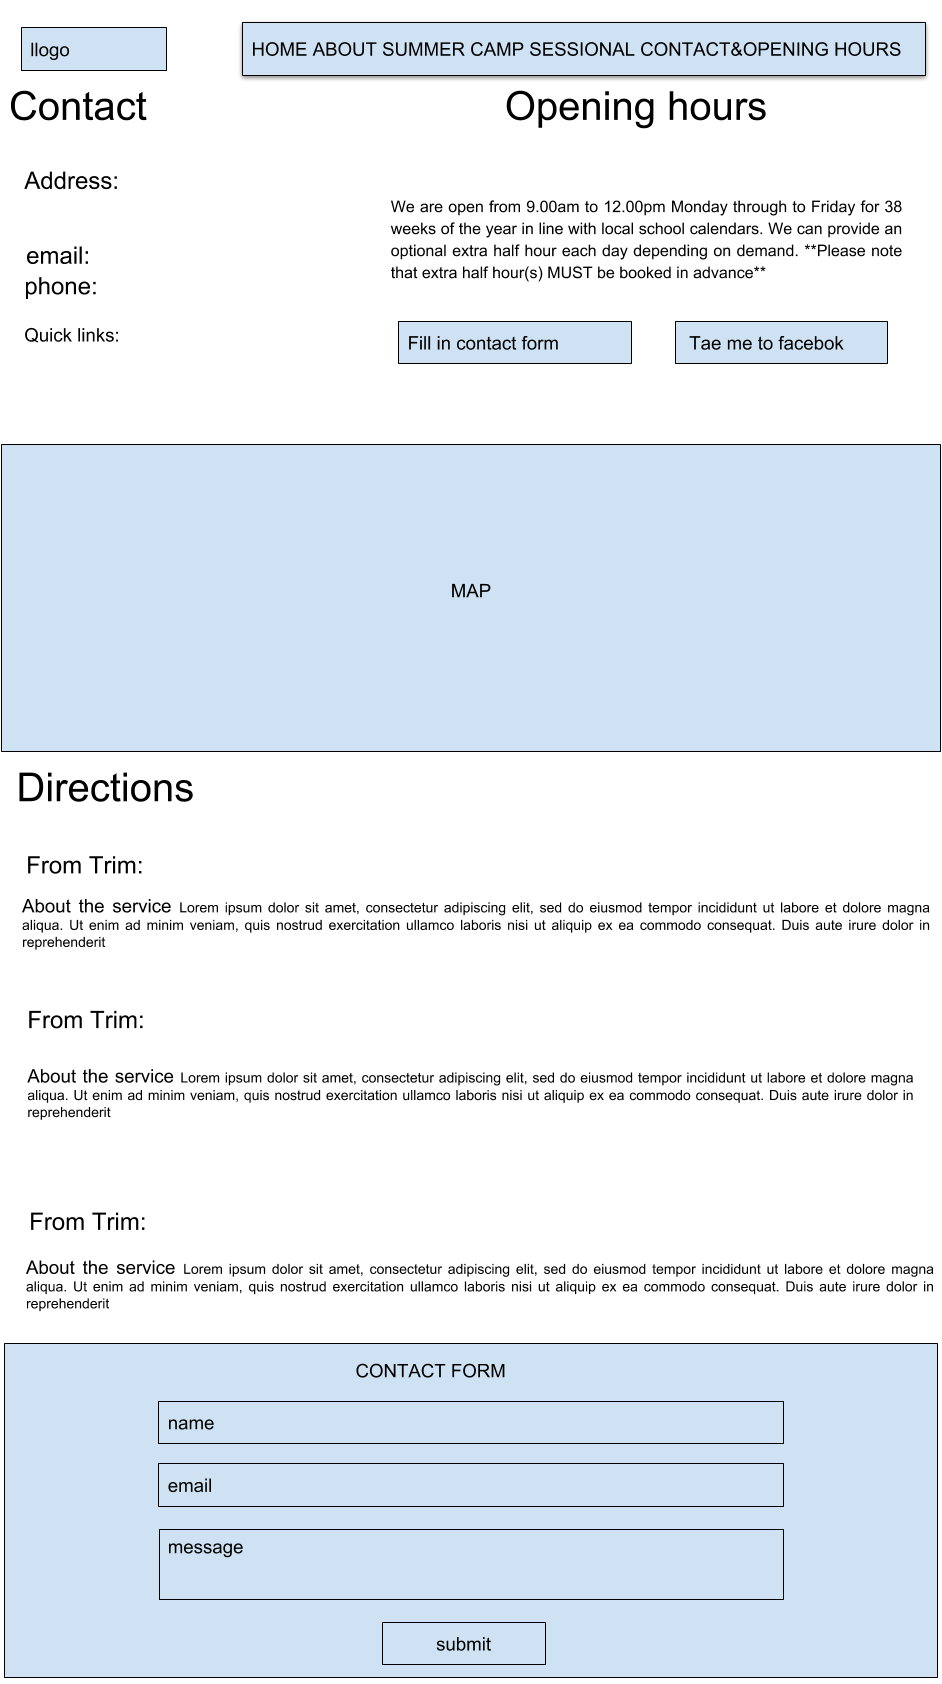 llogo
HOME ABOUT SUMMER CAMP SESSIONAL CONTACT&OPENING HOURS
Contact
Opening hours
Address:
We are open from 9.00am to 12.00pm Monday through to Friday for 38
weeks of the year in line with local school calendars. We can provide an
optional extra half hour each day depending on demand. **Please note
that extra half hour(s) MUST be booked in advance**
email:
phone:
Quick links:
Fill in contact form
Tae me to facebok
MAP
Directions
From Trim:
About the service Lorem ipsum dolor sit amet, consectetur adipiscing elit, sed do eiusmod tempor incididunt ut labore et dolore magna
aliqua. Ut enim ad minim veniam, quis nostrud exercitation ullamco laboris nisi ut aliquip ex ea commodo consequat. Duis aute irure dolor in
reprehenderit
From Trim:
About the service Lorem ipsum dolor sit amet, consectetur adipiscing elit, sed do eiusmod tempor incididunt ut labore et dolore magna
aliqua. Ut enim ad minim veniam, quis nostrud exercitation ullamco laboris nisi ut aliquip ex ea commodo consequat. Duis aute irure dolor in
reprehenderit
From Trim:
About the service Lorem ipsum dolor sit amet, consectetur adipiscing elit, sed do eiusmod tempor incididunt ut labore et dolore magna
aliqua. Ut enim ad minim veniam, quis nostrud exercitation ullamco laboris nisi ut aliquip ex ea commodo consequat. Duis aute irure dolor in
reprehenderit
CONTACT FORM
name
email
message
submit